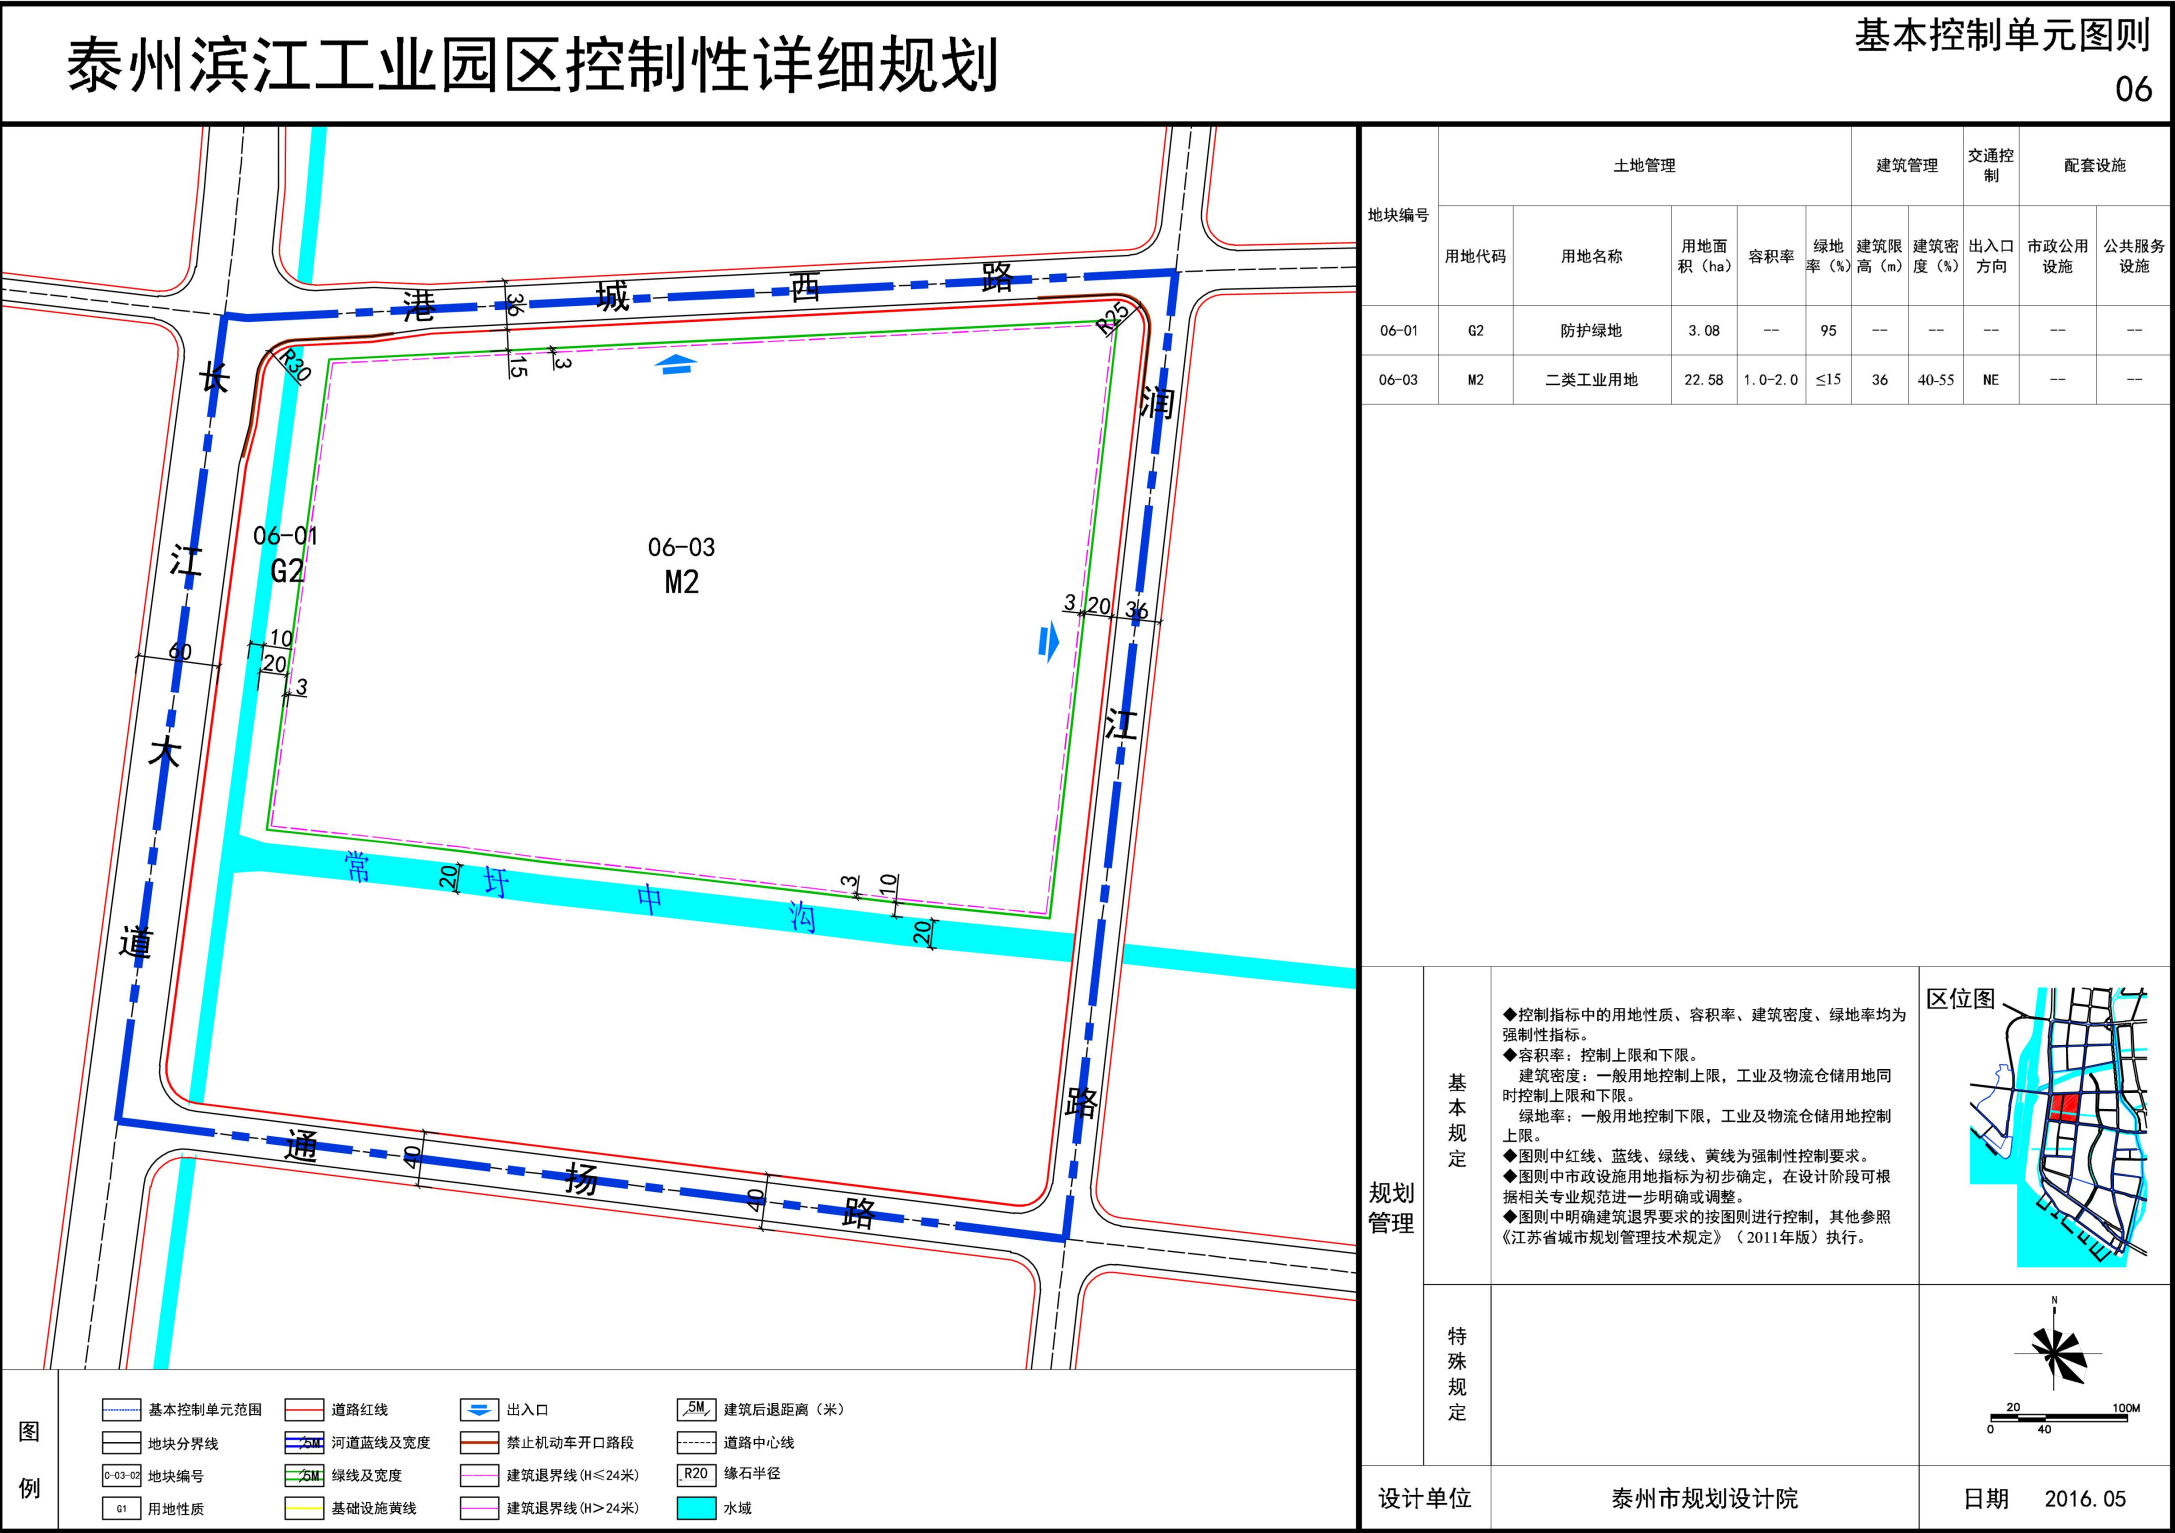 泰州滨江工业园区控制性详细规划
基本控制单元图则
06
港城西路
长江大道
润江路
通扬路
常圩中沟
36
15
3
R30
R25
06-01
G2
06-03
M2
3
20
36
60
10
20
3
20
3
10
20
40
40
地块编号
土地管理
建筑管理
交通控
制
配套设施
用地代码
用地名称
用地面
积（ha）
容积率
绿地
率（%）
建筑限
高（m）
建筑密
度（%）
出入口
方向
市政公用
设施
公共服务
设施
06-01 G2 防护绿地 3.08 -- 95 -- -- -- -- --
06-03 M2 二类工业用地 22.58 1.0-2.0 ≤15 36 40-55 NE -- --
规划
管理
基本规定
◆控制指标中的用地性质、容积率、建筑密度、绿地率均为
强制性指标。
◆容积率：控制上限和下限。
建筑密度：一般用地控制上限，工业及物流仓储用地同
时控制上限和下限。
绿地率：一般用地控制下限，工业及物流仓储用地控制
上限。
◆图则中红线、蓝线、绿线、黄线为强制性控制要求。
◆图则中市政设施用地指标为初步确定，在设计阶段可根
据相关专业规范进一步明确或调整。
◆图则中明确建筑退界要求的按图则进行控制，其他参照
《江苏省城市规划管理技术规定》（2011年版）执行。
区位图
特殊规定
N
20 100M
0 40
设计单位
泰州市规划设计院
日期 2016.05
图例
基本控制单元范围
道路红线
出入口
5M 建筑后退距离（米）
地块分界线
5M 河道蓝线及宽度
禁止机动车开口路段
道路中心线
C-03-02 地块编号
5M 绿线及宽度
建筑退界线(H≤24米)
R20 缘石半径
G1 用地性质
基础设施黄线
建筑退界线(H＞24米)
水域